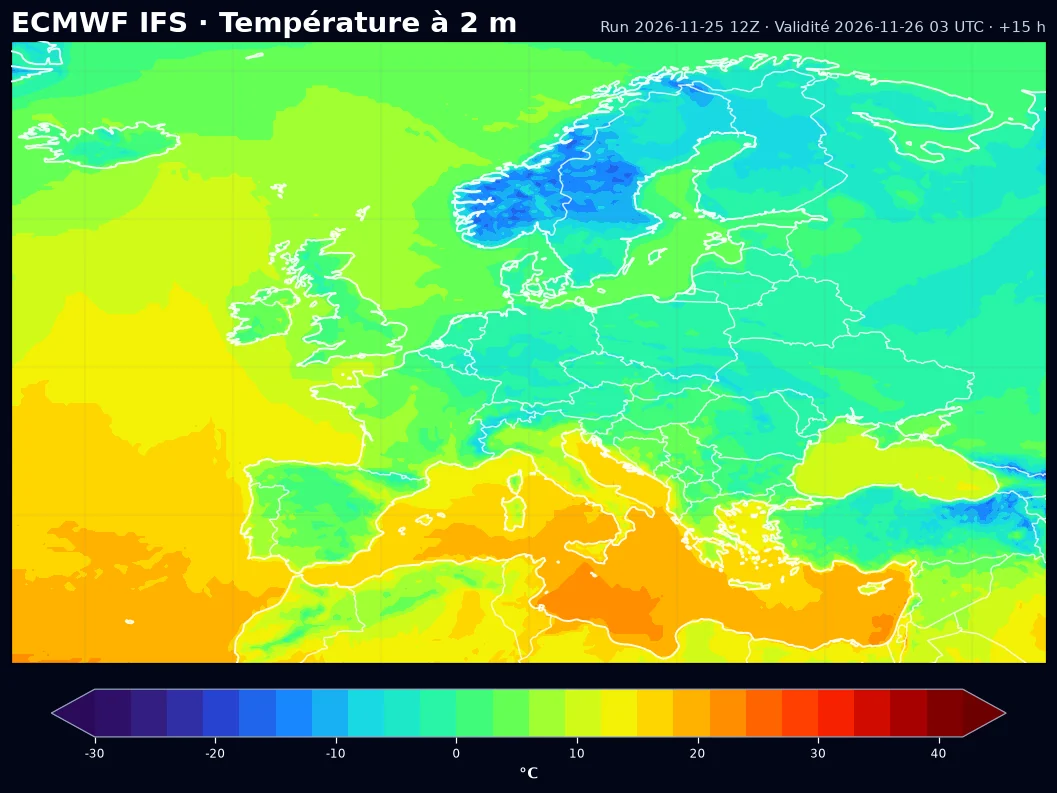 ECMWF IFS · Température à 2 m
Run 2026-11-25 12Z · Validité 2026-11-26 03 UTC · +15 h
-30 -20 -10 0 10 20 30 40
°C